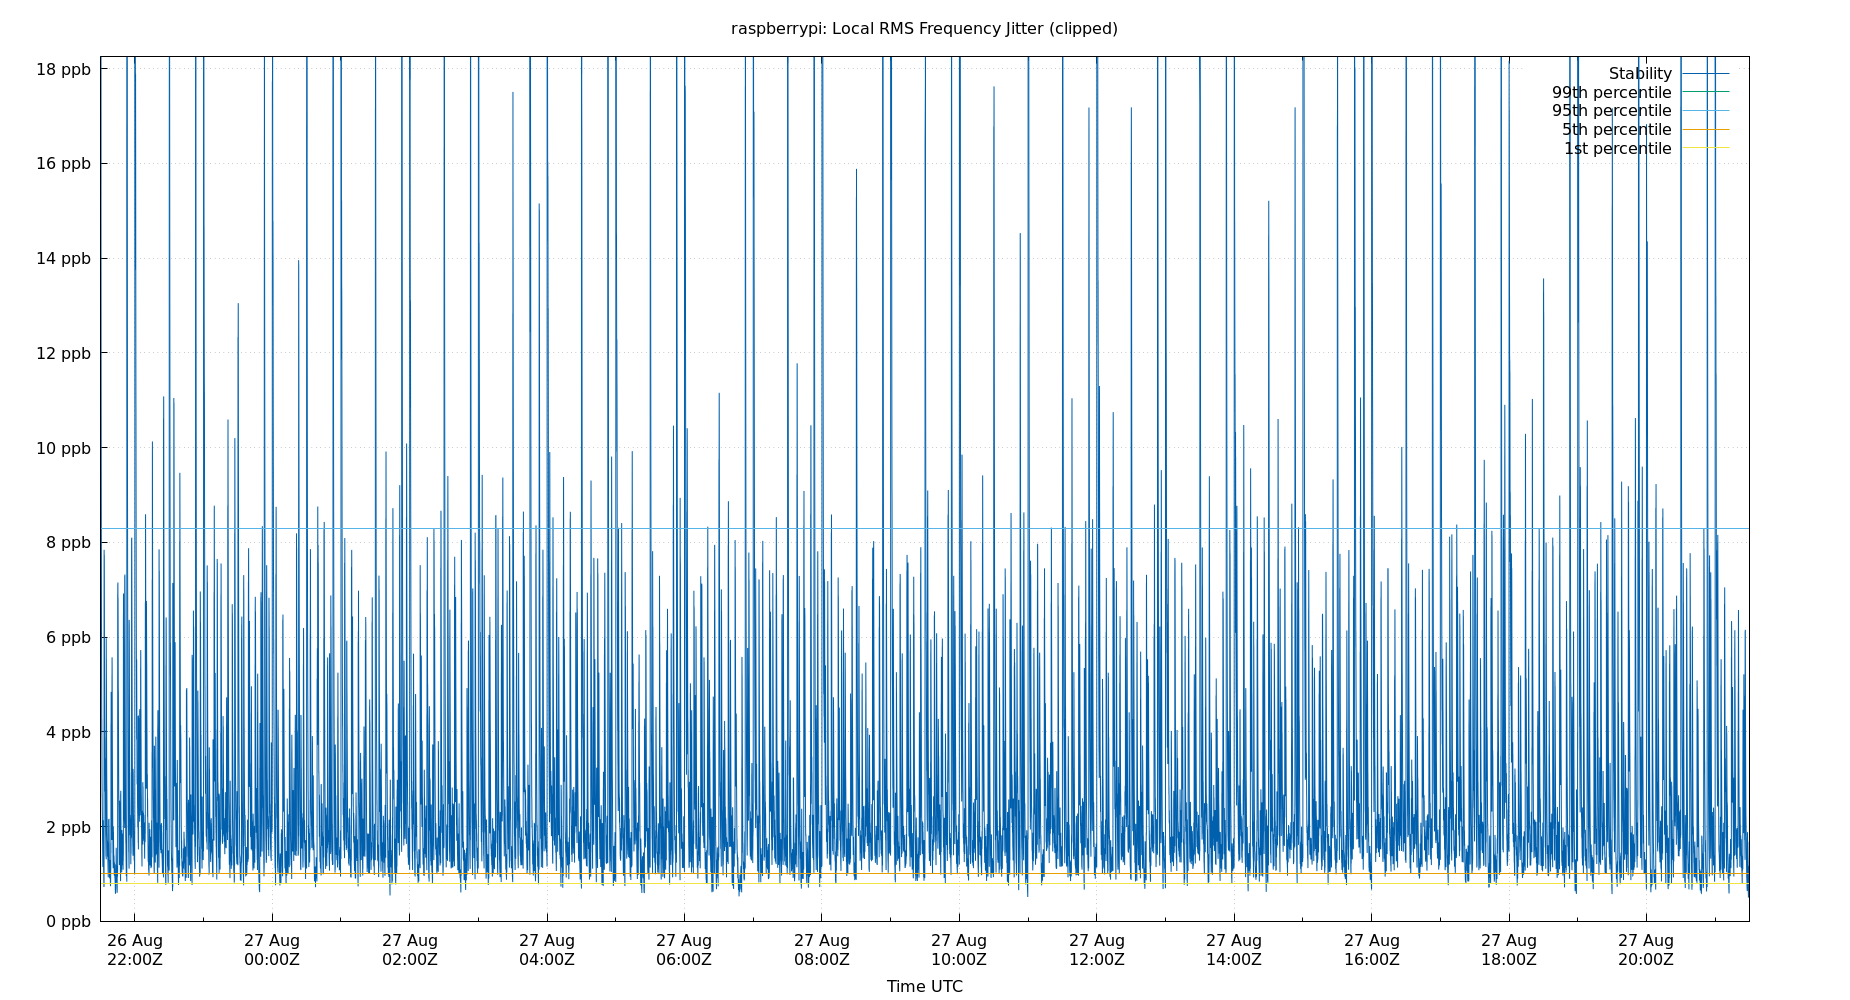 raspberrypi: Local RMS Frequency Jitter (clipped)
18 ppb
16 ppb
14 ppb
12 ppb
10 ppb
8 ppb
6 ppb
4 ppb
2 ppb
0 ppb
Stability
99th percentile
95th percentile
5th percentile
1st percentile
26 Aug 27 Aug 27 Aug 27 Aug 27 Aug 27 Aug 27 Aug 27 Aug 27 Aug 27 Aug 27 Aug 27 Aug
22:00Z 00:00Z 02:00Z 04:00Z 06:00Z 08:00Z 10:00Z 12:00Z 14:00Z 16:00Z 18:00Z 20:00Z
Time UTC